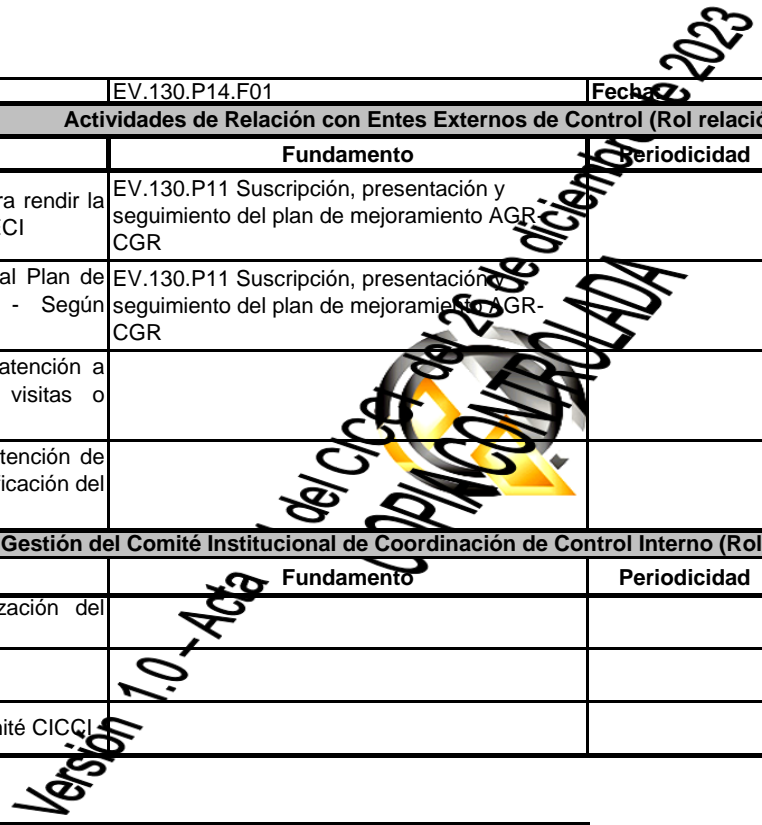 EV.130.P14.F01 Fecha:
Actividades de Relación con Entes Externos de Control (Rol relació
Fundamento Periodicidad
ra rendir la
ECI
EV.130.P11 Suscripción, presentación y
seguimiento del plan de mejoramiento AGR-
CGR
al Plan de
- Según
EV.130.P11 Suscripción, presentación y
seguimiento del plan de mejoramiento AGR-
CGR
atención a
visitas o
tención de
icación del
Gestión del Comité Institucional de Coordinación de Control Interno (Rol
Fundamento Periodicidad
zación del
mité CICCI
Versión 1.0 – Acta del CICCI del 26 de diciembre de 2023
COPIA CONTROLADA